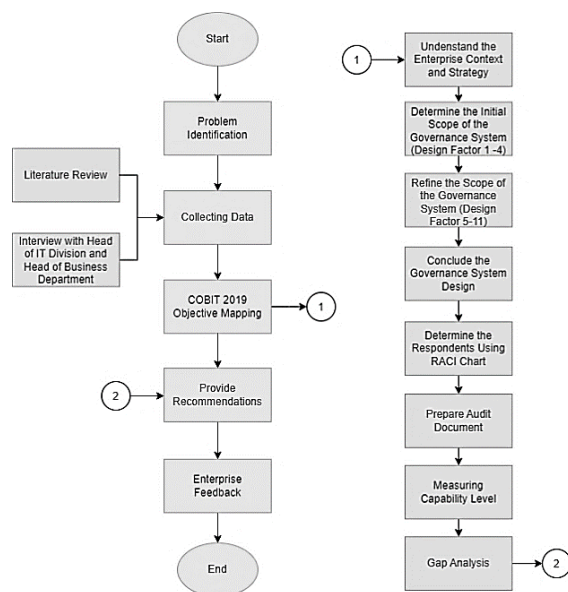 Start
Problem
Identification
Literature Review
Collecting Data
Interview with Head
of IT Division and
Head of Business
Department
COBIT 2019
Objective Mapping
1
2
Provide
Recommendations
Enterprise
Feedback
End
1
Understand the
Enterprise Context
and Strategy
Determine the Initial
Scope of the
Governance System
(Design Factor 1 -4)
Refine the Scope of
the Governance
System (Design
Factor 5-11)
Conclude the
Governance System
Design
Determine the
Respondents Using
RACI Chart
Prepare Audit
Document
Measuring
Capability Level
Gap Analysis
2